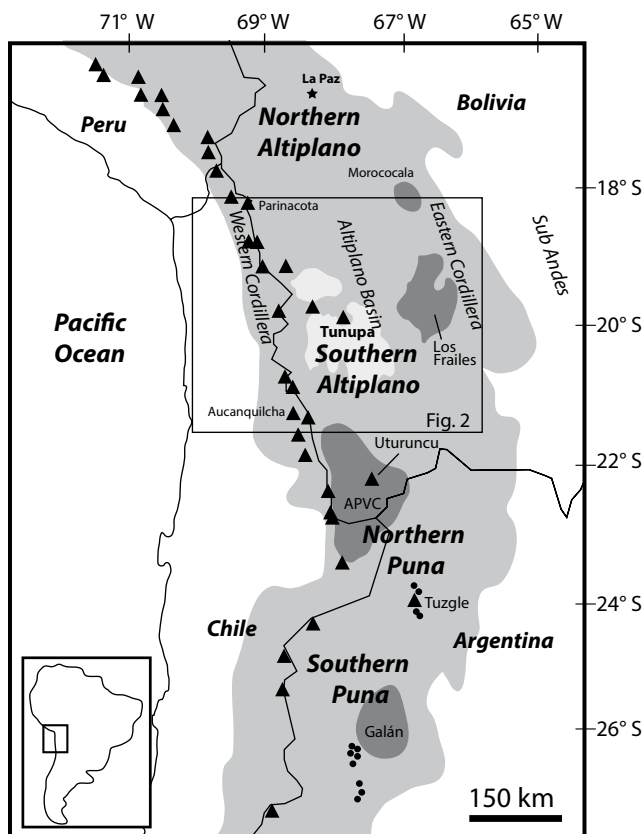 71° W
69° W
67° W
65° W
La Paz
Bolivia
Northern
Altiplano
Peru
Morococala
18° S
Parinacota
Western Cordillera
Altiplano Basin
Eastern Cordillera
Sub Andes
Pacific
Ocean
20° S
Tunupa
Southern
Altiplano
Los
Frailes
Aucanquilcha
Fig. 2
Uturuncu
22° S
APVC
Northern
Puna
Tuzgle
24° S
Chile
Argentina
Southern
Puna
Galán
26° S
150 km